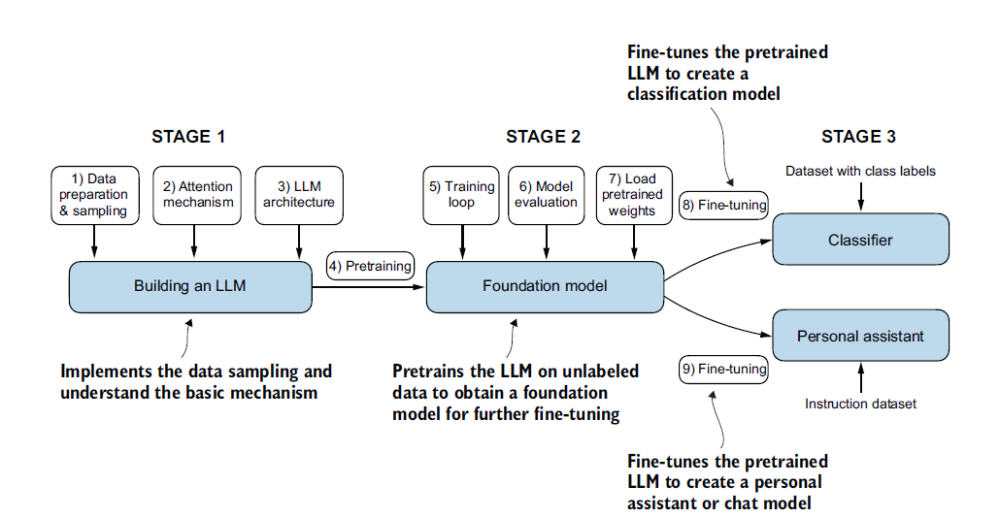 Fine-tunes the pretrained
LLM to create a
classification model
STAGE 1
STAGE 2
STAGE 3
1) Data
preparation
& sampling
2) Attention
mechanism
3) LLM
architecture
5) Training
loop
6) Model
evaluation
7) Load
pretrained
weights
8) Fine-tuning
Dataset with class labels
Classifier
4) Pretraining
Building an LLM
Foundation model
Personal assistant
9) Fine-tuning
Instruction dataset
Implements the data sampling and
understand the basic mechanism
Pretrains the LLM on unlabeled
data to obtain a foundation
model for further fine-tuning
Fine-tunes the pretrained
LLM to create a personal
assistant or chat model